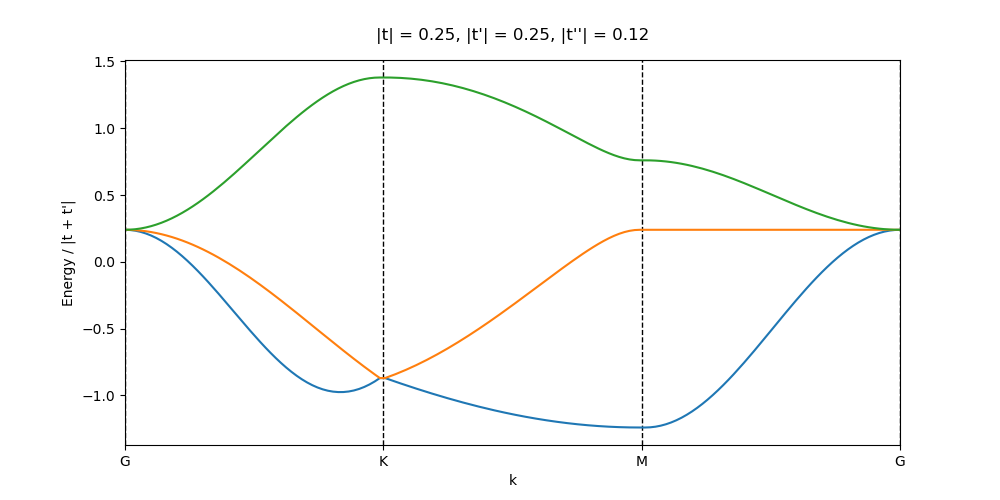 |t| = 0.25, |t'| = 0.25, |t''| = 0.12
Energy / |t + t'|
1.5
1.0
0.5
0.0
−0.5
−1.0
G
K
M
G
k